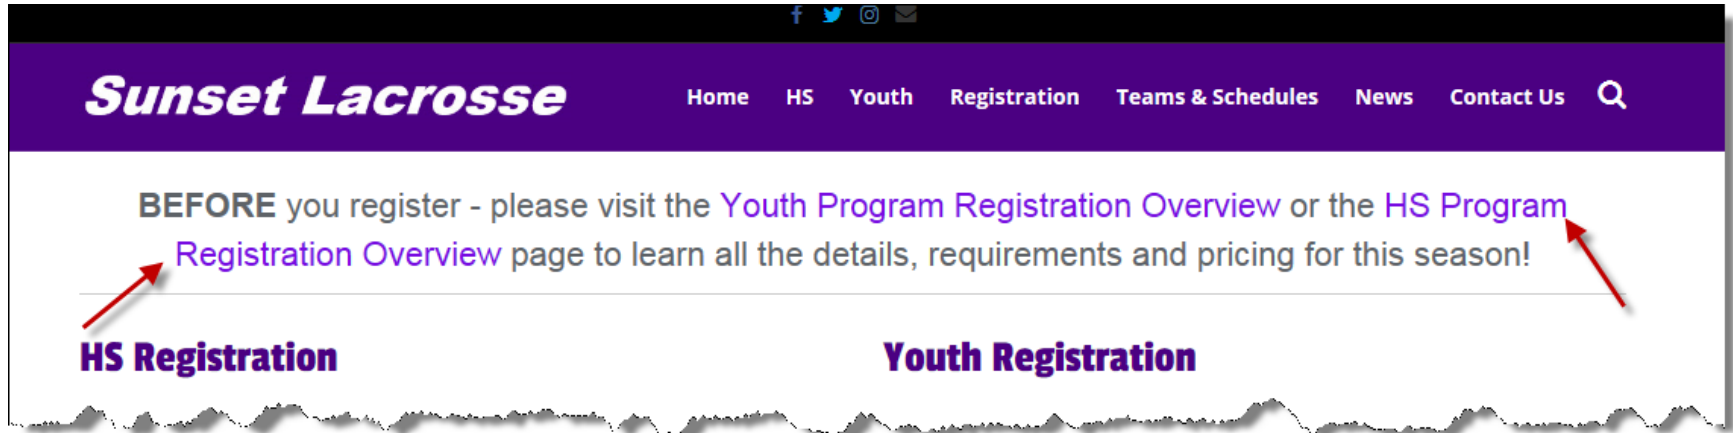 Sunset Lacrosse
Home HS Youth Registration Teams & Schedules News Contact Us
BEFORE you register - please visit the Youth Program Registration Overview or the HS Program
Registration Overview page to learn all the details, requirements and pricing for this season!
HS Registration
Youth Registration